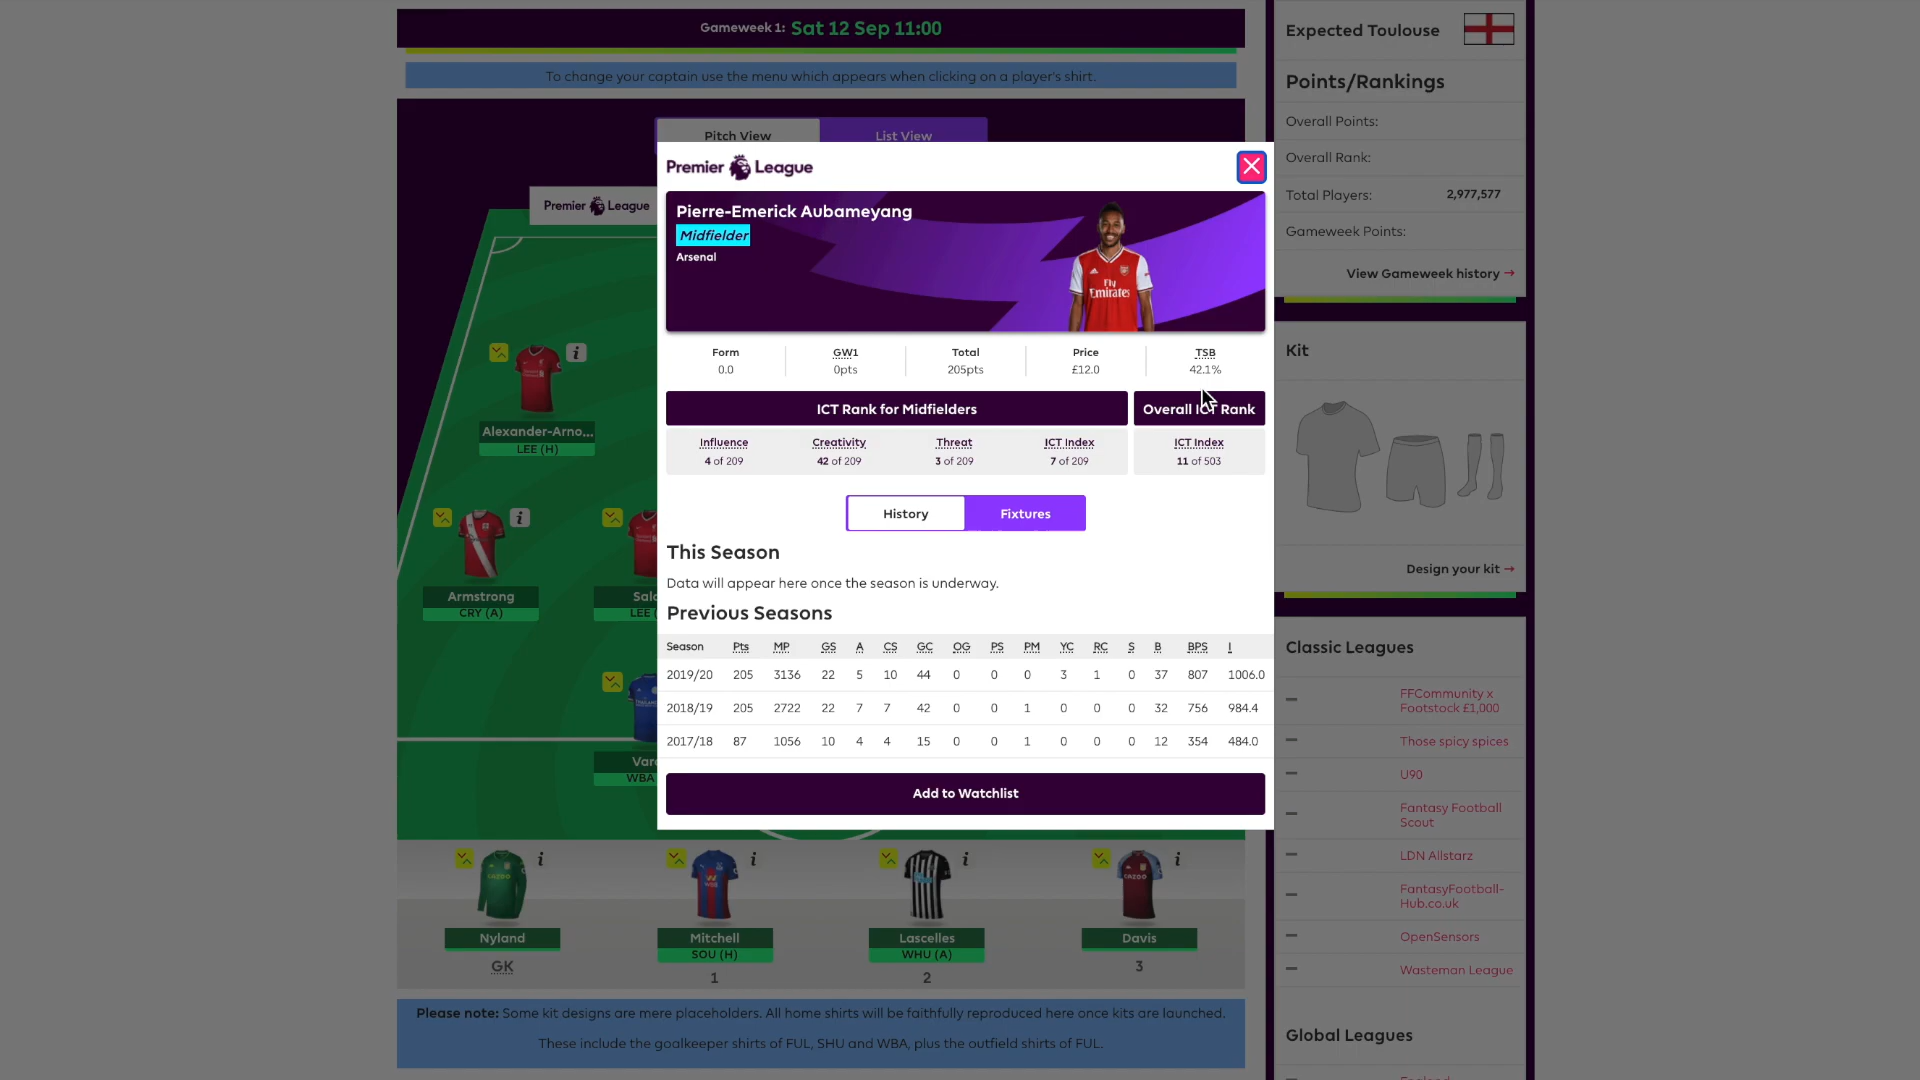 Gameweek 1: Sat 12 Sep 11:00
To change your captain use the menu which appears when clicking on a player's shirt.
Pitch View
List View
Premier League
Alexander-Arno...
LEE (H)
Armstrong
CRY (A)
LEE
WBA
Premier League
Pierre-Emerick Aubameyang
Midfielder
Arsenal
Fly
Emirates
Form GW1 Total Price TSB
0.0 0pts 205pts £12.0 42.1%
ICT Rank for Midfielders Overall ICT Rank
Influence Creativity Threat ICT Index ICT Index
4 of 209 42 of 209 3 of 209 7 of 209 11 of 503
History Fixtures
This Season
Data will appear here once the season is underway.
Previous Seasons
Season Pts MP GS A CS GC OG PS PM YC RC S B BPS I
2019/20 205 3136 22 5 10 44 0 0 0 3 1 0 37 807 1006.0
2018/19 205 2722 22 7 7 42 0 0 1 0 0 0 32 756 984.4
2017/18 87 1056 10 4 4 15 0 0 1 0 0 0 12 354 484.0
Add to Watchlist
Nyland
GK
Mitchell
SOU (H)
1
Lascelles
WHU (A)
2
Davis
3
Please note: Some kit designs are mere placeholders. All home shirts will be faithfully reproduced here once kits are launched.
These include the goalkeeper shirts of FUL, SHU and WBA, plus the outfield shirts of FUL.
Expected Toulouse
Points/Rankings
Overall Points:
Overall Rank:
Total Players: 2,977,577
Gameweek Points:
View Gameweek history →
Kit
Design your kit →
Classic Leagues
FFCommunity x
Footstock £1,000
Those spicy spices
U90
Fantasy Football
Scout
LDN Allstarz
FantasyFootball-
Hub.co.uk
OpenSensors
Wasteman League
Global Leagues